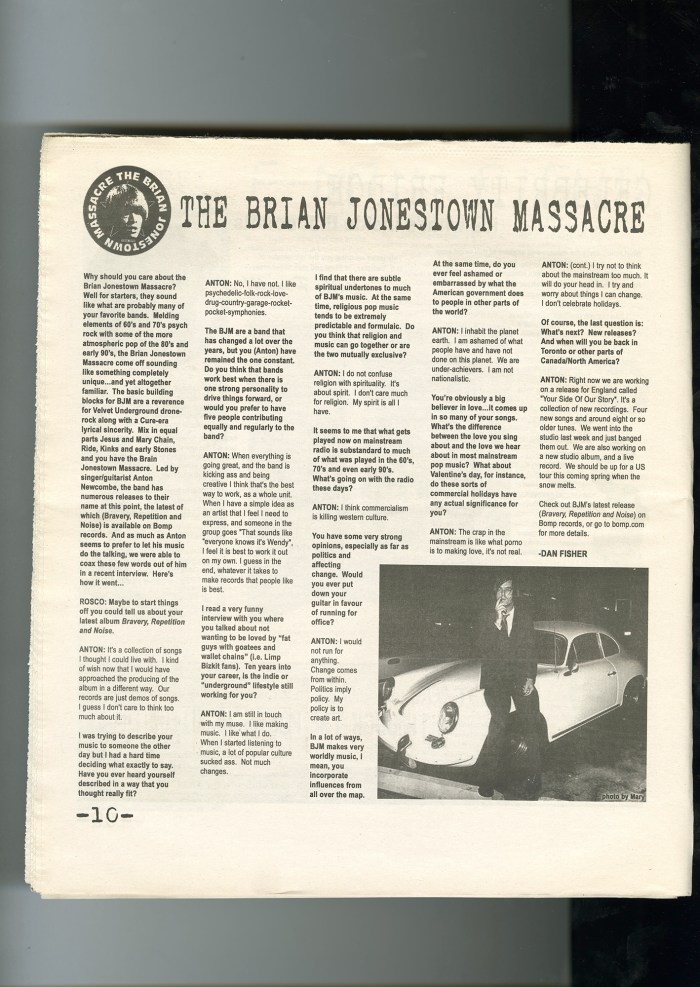 THE BRIAN JONESTOWN MASSACRE
THE BRIAN JONESTOWN MASSACRE
Why should you care about the
Brian Jonestown Massacre?
Well for starters, they sound
like what are probably many of
your favorite bands. Melding
elements of 60's and 70's psych
rock with some of the more
atmospheric pop of the 80's and
early 90's, the Brian Jonestown
Massacre come off sounding
like something completely
unique...and yet altogether
familiar. The basic building
blocks for BJM are a reverence
for Velvet Underground drone-
rock along with a Cure-era
lyrical sincerity. Mix in equal
parts Jesus and Mary Chain,
Ride, Kinks and early Stones
and you have the Brain
Jonestown Massacre. Led by
singer/guitarist Anton
Newcombe, the band has
numerous releases to their
name at this point, the latest of
which (Bravery, Repetition and
Noise) is available on Bomp
records. And as much as Anton
seems to prefer to let his music
do the talking, we were able to
coax these few words out of him
in a recent interview. Here's
how it went...
ROSCO: Maybe to start things
off you could tell us about your
latest album Bravery, Repetition
and Noise.
ANTON: It's a collection of songs
I thought I could live with. I kind
of wish now that I would have
approached the producing of the
album in a different way. Our
records are just demos of songs.
I guess I don't care to think too
much about it.
I was trying to describe your
music to someone the other
day but I had a hard time
deciding what exactly to say.
Have you ever heard yourself
described in a way that you
thought really fit?
-10-
ANTON: No, I have not. I like
psychedelic-folk-rock-love-
drug-country-garage-rocket-
pocket-symphonies.
The BJM are a band that
has changed a lot over the
years, but you (Anton) have
remained the one constant.
Do you think that bands
work best when there is
one strong personality to
drive things forward, or
would you prefer to have
five people contributing
equally and regularly to the
band?
ANTON: When everything is
going great, and the band is
kicking ass and being
creative I think that's the best
way to work, as a whole unit.
When I have a simple idea as
an artist that I feel I need to
express, and someone in the
group goes "That sounds like
"everyone knows it's Wendy",
I feel it is best to work it out
on my own. I guess in the
end, whatever it takes to
make records that people like
is best.
I read a very funny
interview with you where
you talked about not
wanting to be loved by "fat
guys with goatees and
wallet chains" (i.e. Limp
Bizkit fans). Ten years into
your career, is the indie or
"underground" lifestyle still
working for you?
ANTON: I am still in touch
with my muse. I like making
music. I like what I do.
When I started listening to
music, a lot of popular culture
sucked ass. Not much
changes.
I find that there are subtle
spiritual undertones to much
of BJM's music. At the same
time, religious pop music
tends to be extremely
predictable and formulaic. Do
you think that religion and
music can go together or are
the two mutually exclusive?
ANTON: I do not confuse
religion with spirituality. It's
about spirit. I don't care much
for religion. My spirit is all I
have.
It seems to me that what gets
played now on mainstream
radio is substandard to much
of what was played in the 60's,
70's and even early 90's.
What's going on with the radio
these days?
ANTON: I think commercialism
is killing western culture.
You have some very strong
opinions, especially as far as
politics and
affecting
change. Would
you ever put
down your
guitar in favour
of running for
office?
ANTON: I would
not run for
anything.
Change comes
from within.
Politics imply
policy. My
policy is to
create art.
In a lot of ways,
BJM makes very
worldly music, I
mean, you
incorporate
influences from
all over the map.
At the same time, do you
ever feel ashamed or
embarrassed by what the
American government does
to people in other parts of
the world?
ANTON: I inhabit the planet
earth. I am ashamed of what
people have and have not
done on this planet. We are
under-achievers. I am not
nationalistic.
You're obviously a big
believer in love...it comes up
in so many of your songs.
What's the difference
between the love you sing
about and the love we hear
about in most mainstream
pop music? What about
Valentine's day, for instance,
do these sorts of
commercial holidays have
any actual significance for
you?
ANTON: The crap in the
mainstream is like what porno
is to making love, it's not real.
ANTON: (cont.) I try not to think
about the mainstream too much. It
will do your head in. I try and
worry about things I can change.
I don't celebrate holidays.
Of course, the last question is:
What's next? New releases?
And when will you be back in
Toronto or other parts of
Canada/North America?
ANTON: Right now we are working
on a release for England called
"Your Side Of Our Story". It's a
collection of new recordings. Four
new songs and around eight or so
older tunes. We went into the
studio last week and just banged
them out. We are also working on
a new studio album, and a live
record. We should be up for a US
tour this coming spring when the
snow melts.
Check out BJM's latest release
(Bravery, Repetition and Noise) on
Bomp records, or go to bomp.com
for more details.
-DAN FISHER
photo by Mary